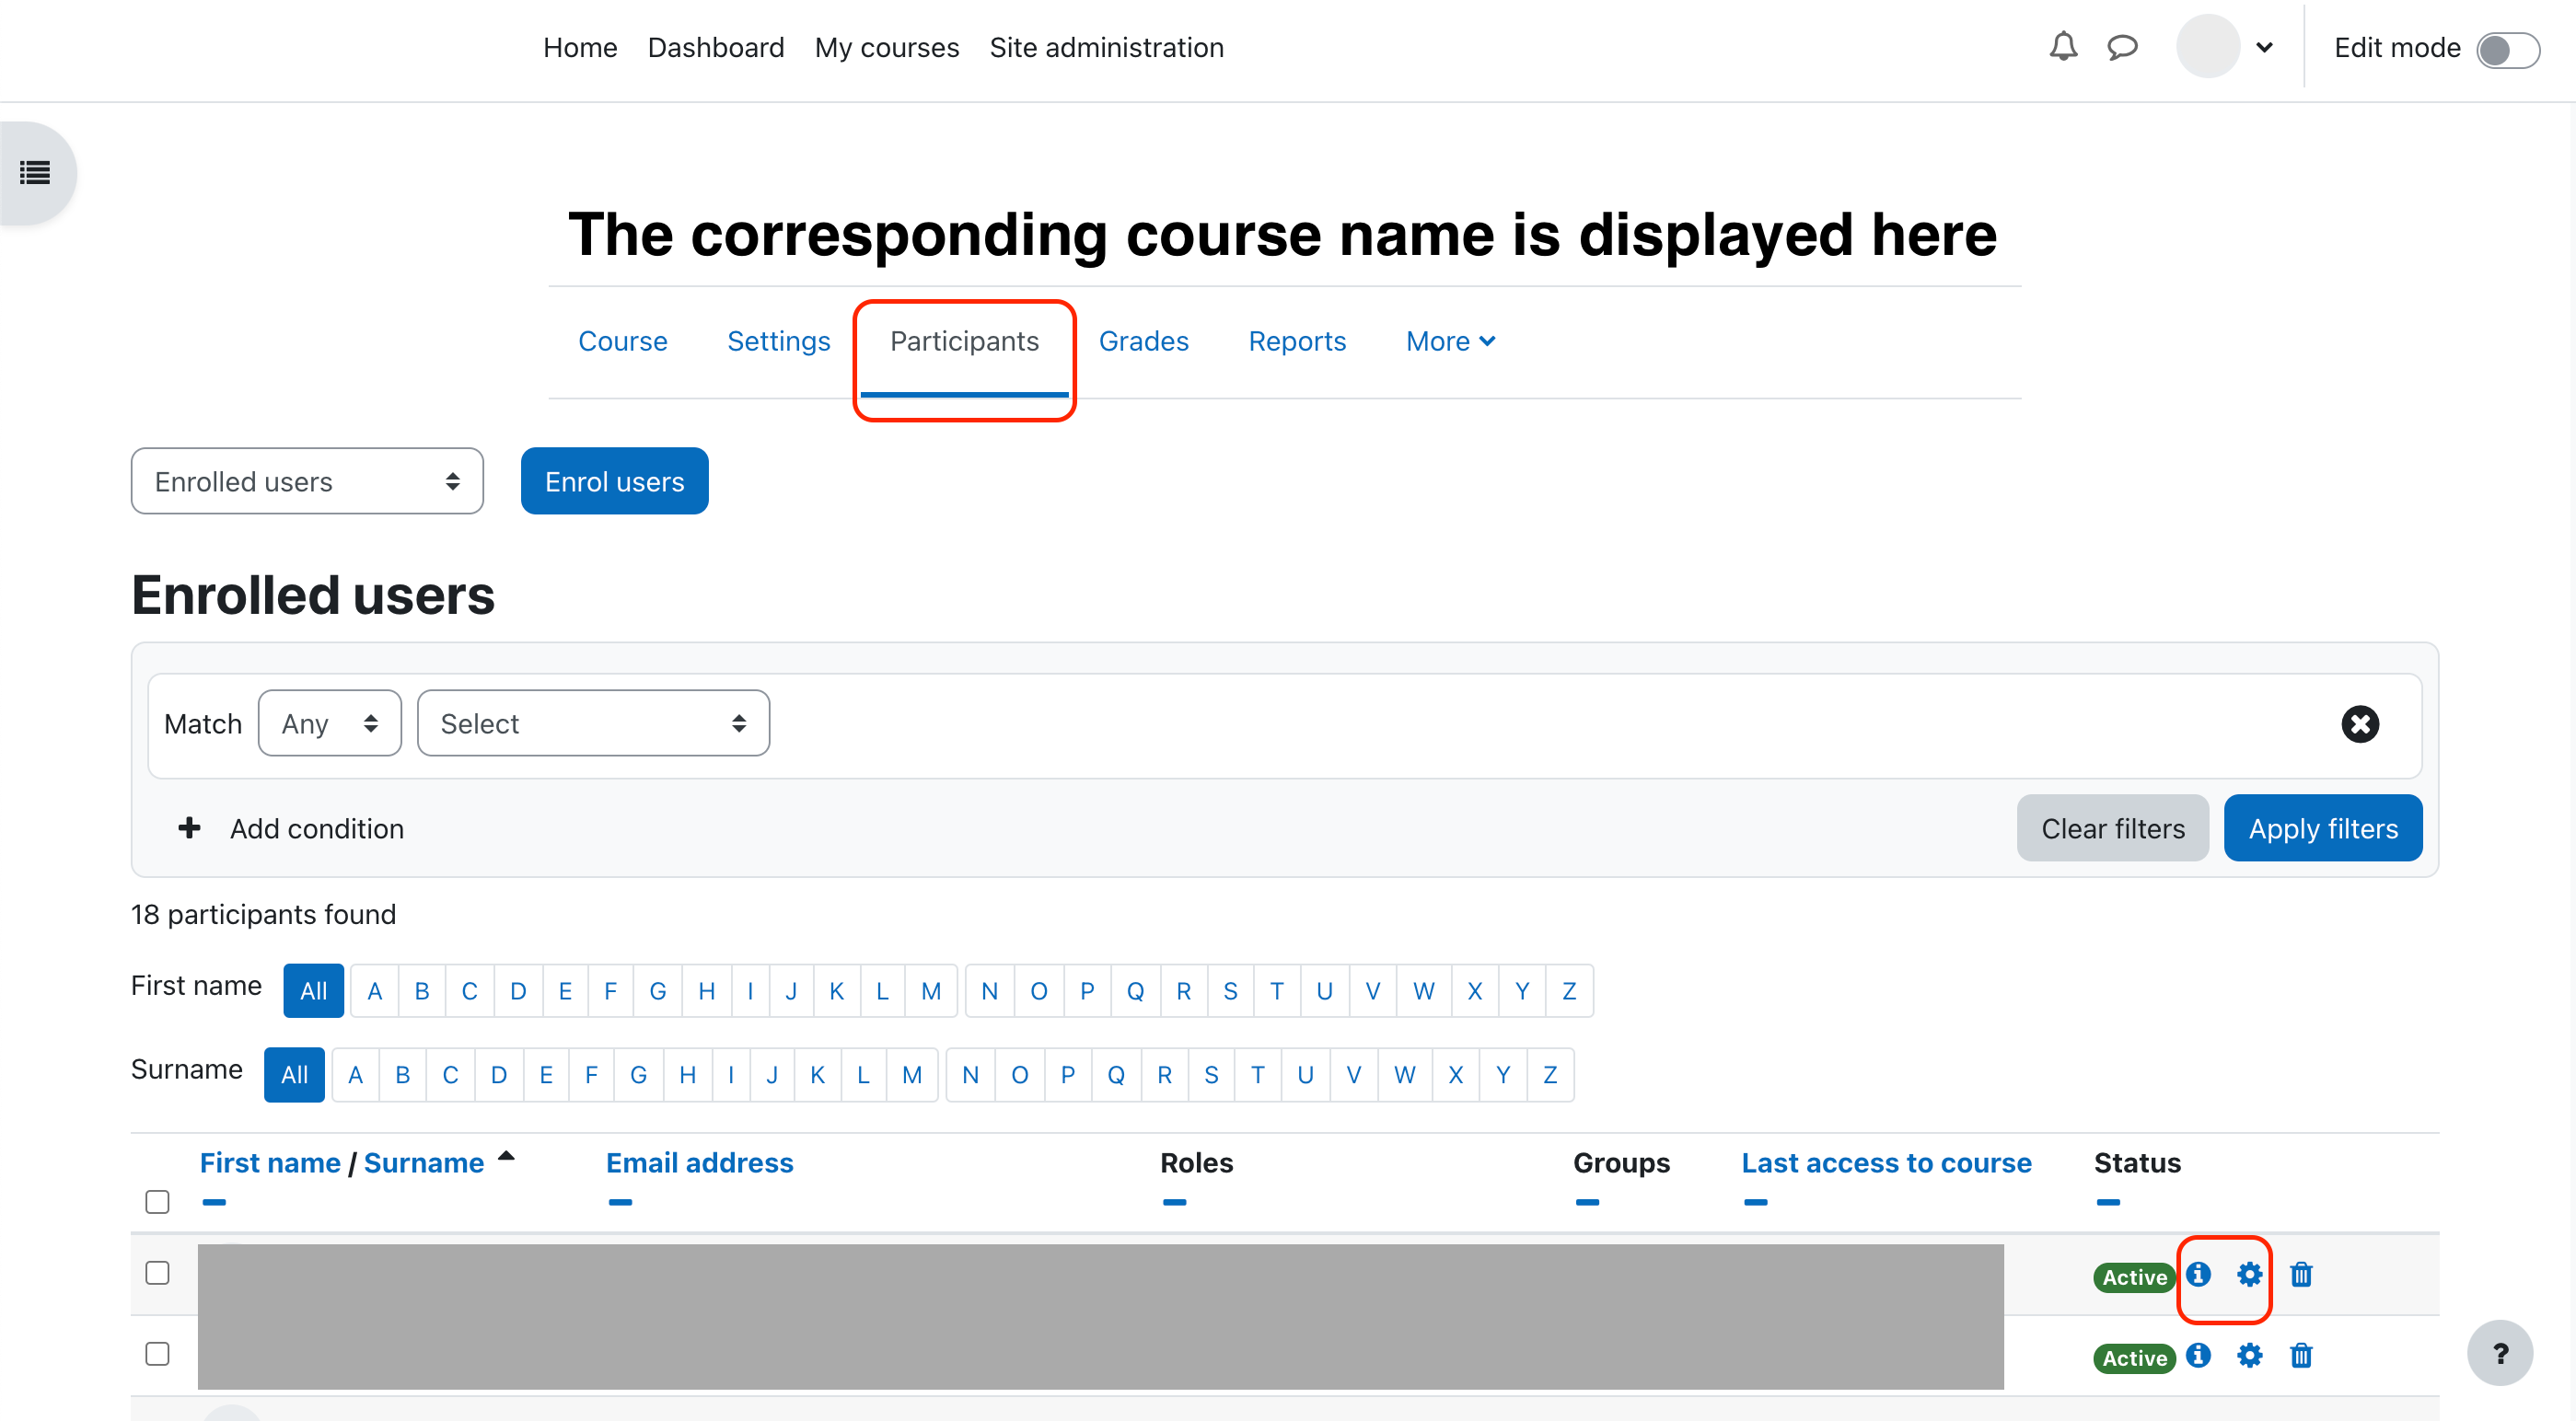 Home Dashboard My courses Site administration Edit mode
The corresponding course name is displayed here
Course Settings Participants Grades Reports More
Enrolled users Enrol users
Enrolled users
Match Any Select
Add condition Clear filters Apply filters
18 participants found
First name All A B C D E F G H I J K L M N O P Q R S T U V W X Y Z
Surname All A B C D E F G H I J K L M N O P Q R S T U V W X Y Z
First name / Surname Email address Roles Groups Last access to course Status
Active
Active
?